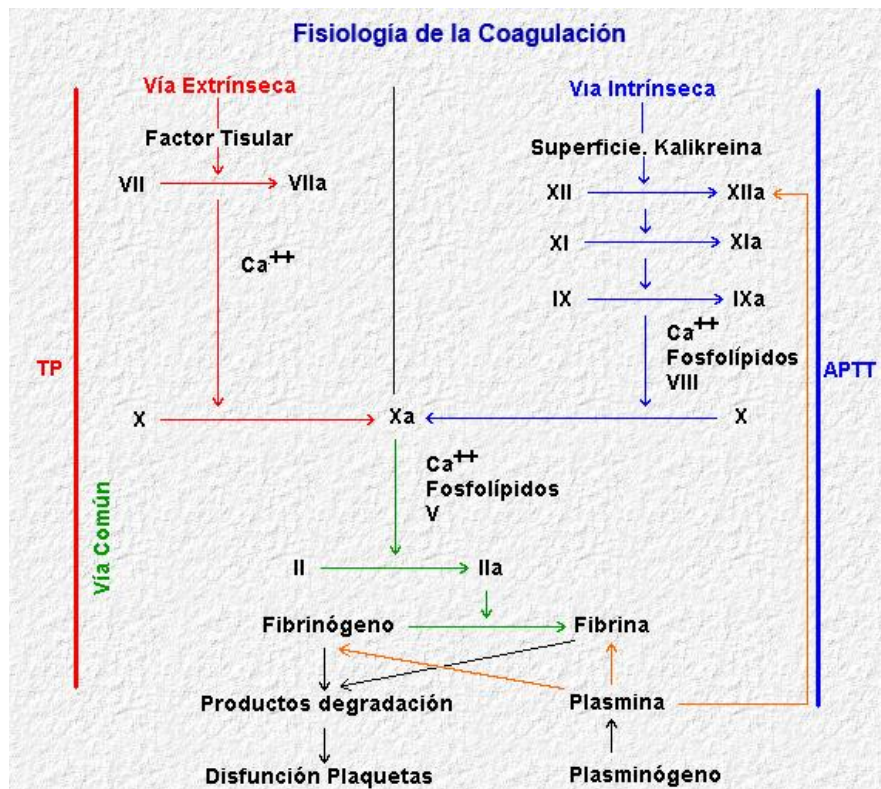 Fisiología de la Coagulación
Vía Extrínseca
Vıa Intrínseca
Factor Tisular
Superficie. Kalikreina
VII VIIa
XII XIIa
Ca++
XI XIa
IX IXa
Ca++
Fosfolípidos
VIII
TP
APTT
X Xa X
Ca++
Fosfolípidos
V
Vía Común
II IIa
Fibrinógeno Fibrina
Productos degradación Plasmina
Disfunción Plaquetas Plasminógeno